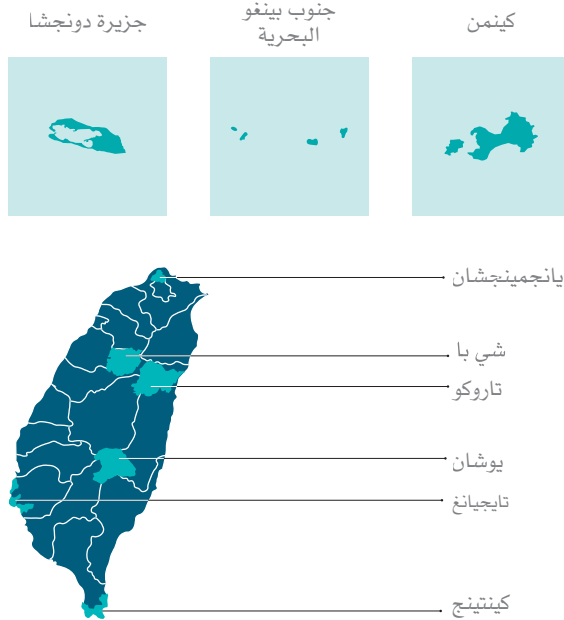 كينمن
جنوب بينغو
البحرية
جزيرة دونجشا
يانجمينجشان
شي با
تاروكو
يوشان
تايجيانغ
كينتينج